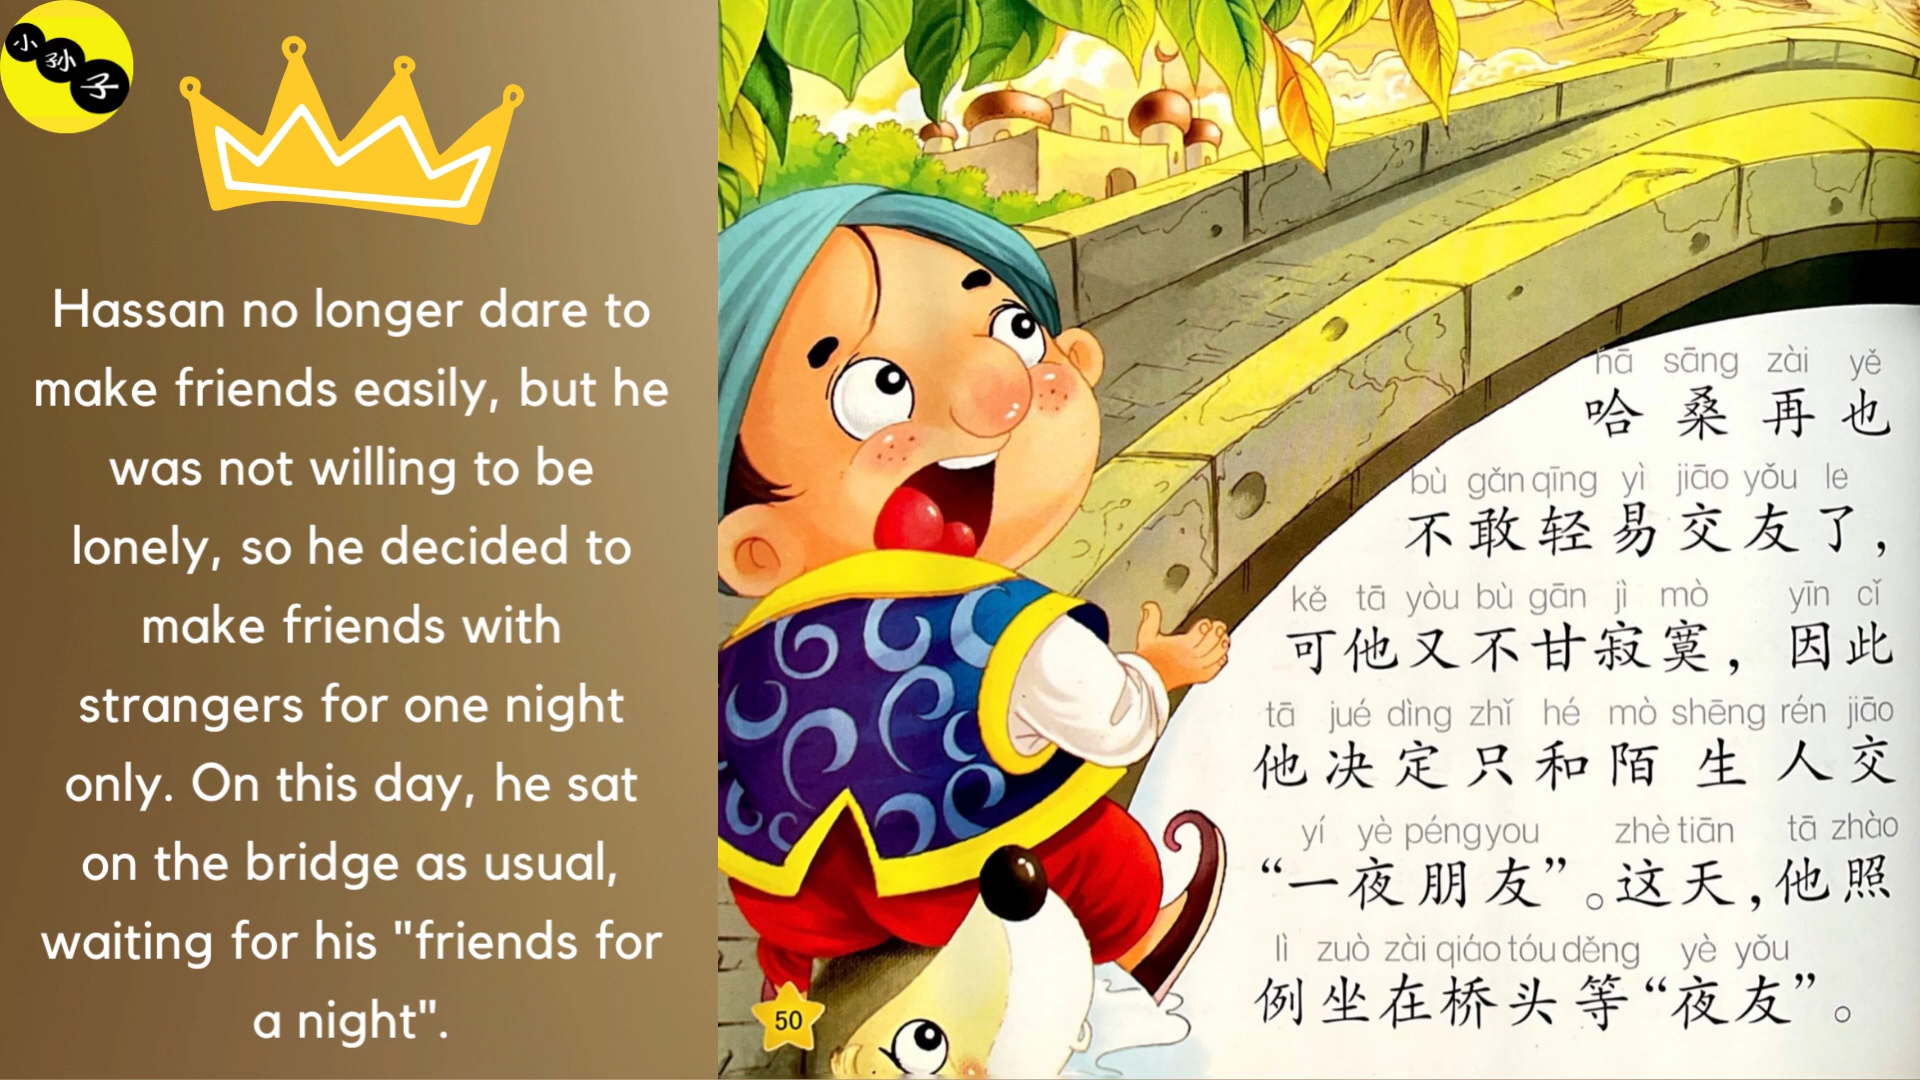 小孙子
Hassan no longer dare to
make friends easily, but he
was not willing to be
lonely, so he decided to
make friends with
strangers for one night
only. On this day, he sat
on the bridge as usual,
waiting for his "friends for
a night".
hā sāng zài yě
哈桑再也
bù gǎn qīng yì jiāo yǒu le
不敢轻易交友了，
kě tā yòu bù gān jì mò yīn cǐ
可他又不甘寂寞，因此
tā jué dìng zhǐ hé mò shēng rén jiāo
他决定只和陌生人交
yí yè péng you zhè tiān tā zhào
“一夜朋友”。这天，他照
lì zuò zài qiáo tóu děng yè yǒu
例坐在桥头等“夜友”。
50